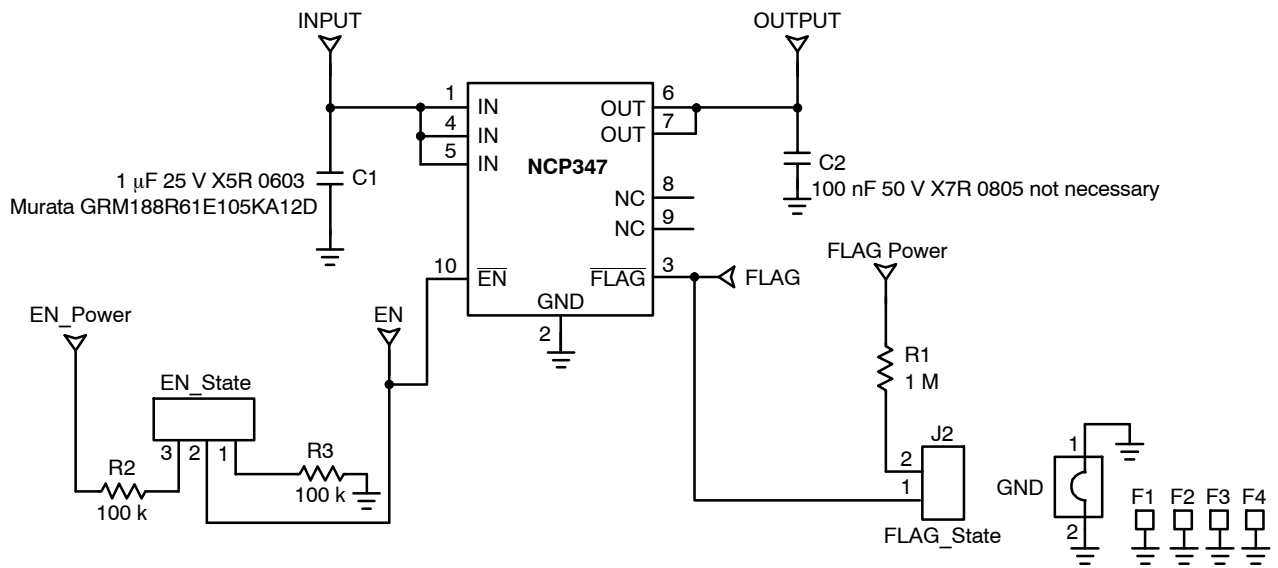 INPUT
OUTPUT
1 IN
4 IN
5 IN
NCP347
OUT 6
OUT 7
NC 8
NC 9
1 μF 25 V X5R 0603
Murata GRM188R61E105KA12D
C1
C2
100 nF 50 V X7R 0805 not necessary
10 EN
FLAG 3
FLAG
GND
2
FLAG Power
EN_Power
EN
R1
1 M
EN_State
3 2 1
R2
100 k
R3
100 k
J2
2
1
FLAG_State
1
GND
2
F1 F2 F3 F4